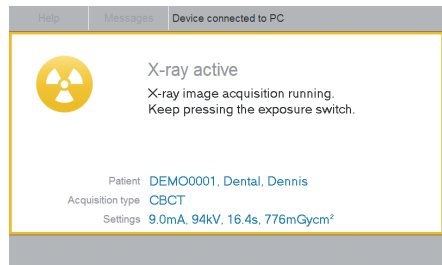 Help Messages Device connected to PC
X-ray active
X-ray image acquisition running.
Keep pressing the exposure switch.
Patient DEMO0001, Dental, Dennis
Acquisition type CBCT
Settings 9.0mA, 94kV, 16.4s, 776mGycm²